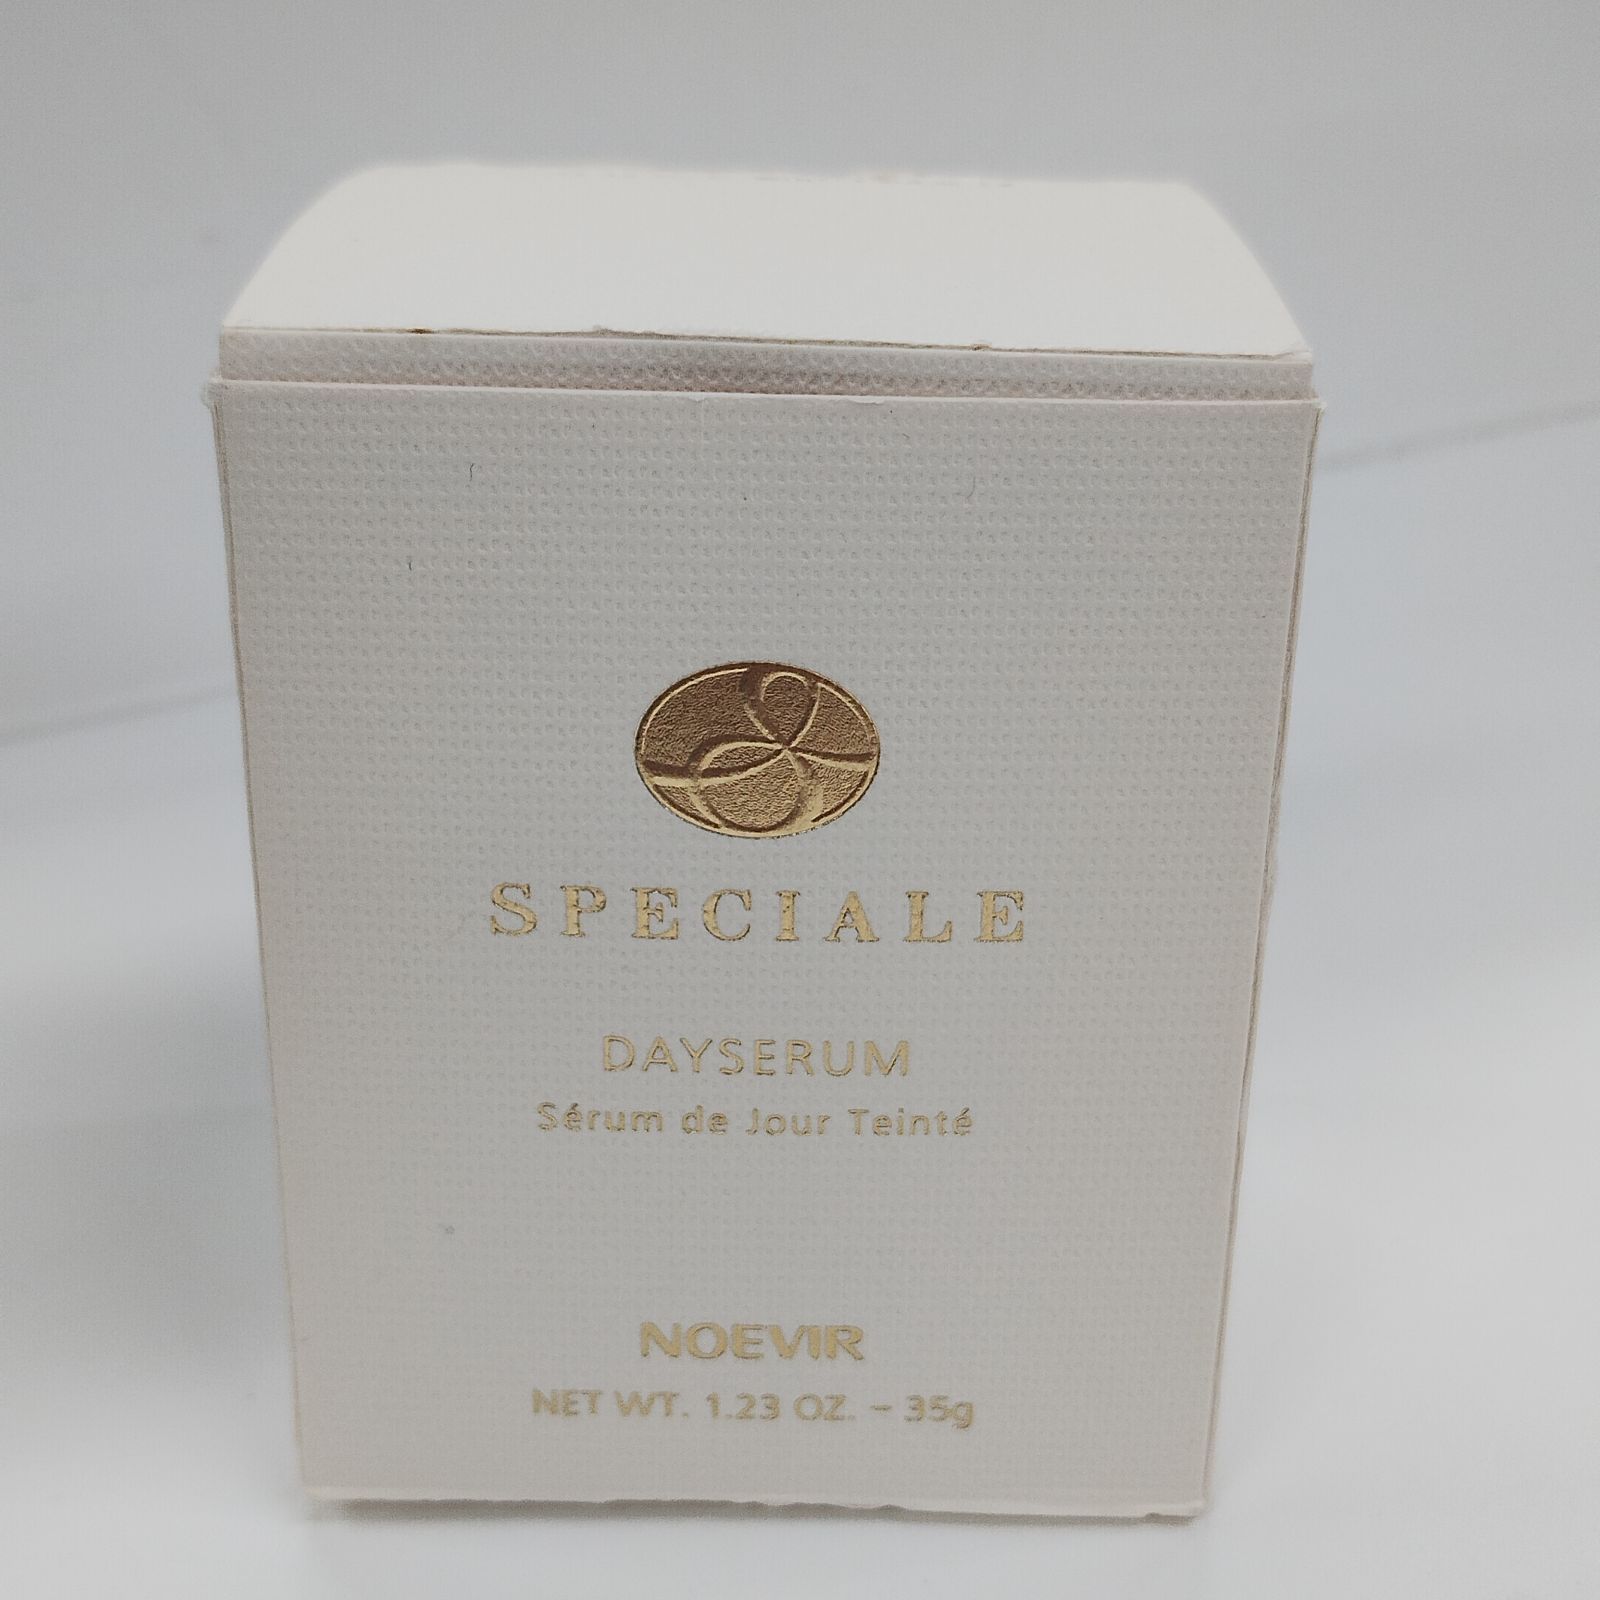 SPECIALE
DAYSERUM
Sérum de Jour Teinté
NOEVIR
NET WT. 1.23 OZ. – 35g